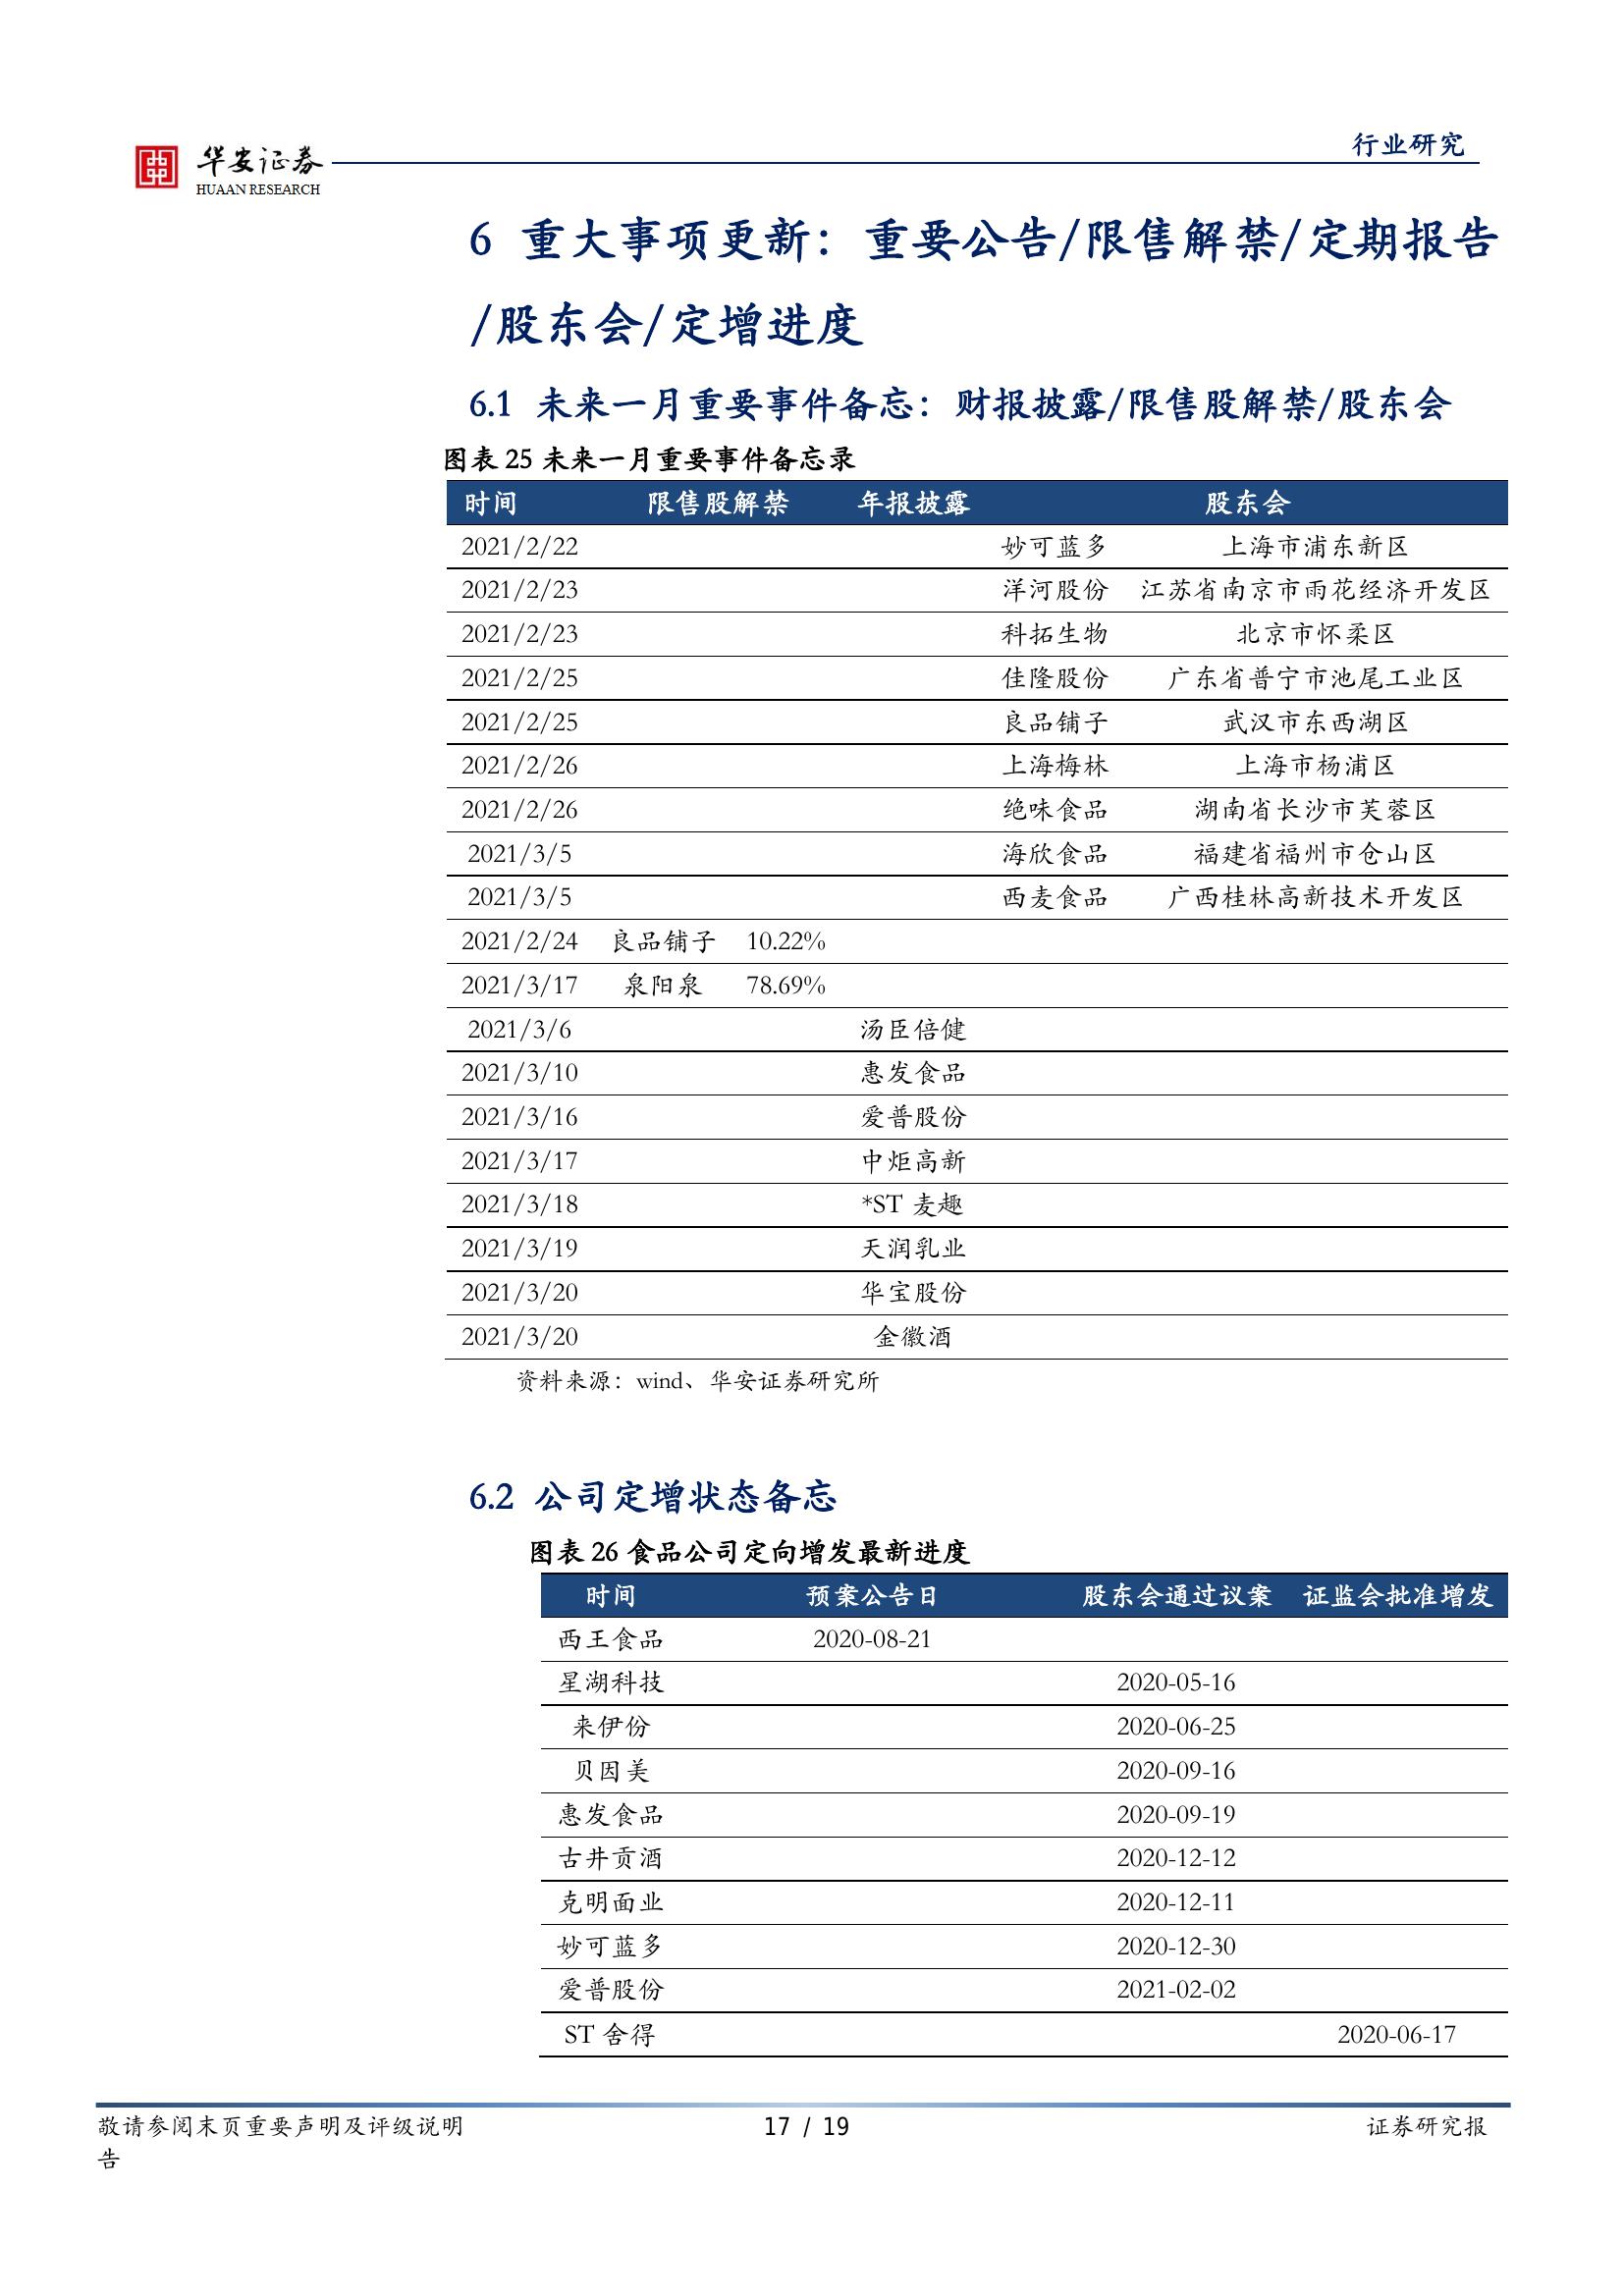 华安证券
HUAAN RESEARCH
行业研究
6 重大事项更新：重要公告/限售解禁/定期报告
/股东会/定增进度
6.1 未来一月重要事件备忘：财报披露/限售股解禁/股东会
图表 25 未来一月重要事件备忘录
时间 限售股解禁 年报披露 股东会
2021/2/22 妙可蓝多 上海市浦东新区
2021/2/23 洋河股份 江苏省南京市雨花经济开发区
2021/2/23 科拓生物 北京市怀柔区
2021/2/25 佳隆股份 广东省普宁市池尾工业区
2021/2/25 良品铺子 武汉市东西湖区
2021/2/26 上海梅林 上海市杨浦区
2021/2/26 绝味食品 湖南省长沙市芙蓉区
2021/3/5 海欣食品 福建省福州市仓山区
2021/3/5 西麦食品 广西桂林高新技术开发区
2021/2/24 良品铺子 10.22%
2021/3/17 泉阳泉 78.69%
2021/3/6 汤臣倍健
2021/3/10 惠发食品
2021/3/16 爱普股份
2021/3/17 中炬高新
2021/3/18 *ST 麦趣
2021/3/19 天润乳业
2021/3/20 华宝股份
2021/3/20 金徽酒
资料来源：wind、华安证券研究所
6.2 公司定增状态备忘
图表 26 食品公司定向增发最新进度
时间 预案公告日 股东会通过议案 证监会批准增发
西王食品 2020-08-21
星湖科技 2020-05-16
来伊份 2020-06-25
贝因美 2020-09-16
惠发食品 2020-09-19
古井贡酒 2020-12-12
克明面业 2020-12-11
妙可蓝多 2020-12-30
爱普股份 2021-02-02
ST 舍得 2020-06-17
敬请参阅末页重要声明及评级说明 17 / 19 证券研究报
告